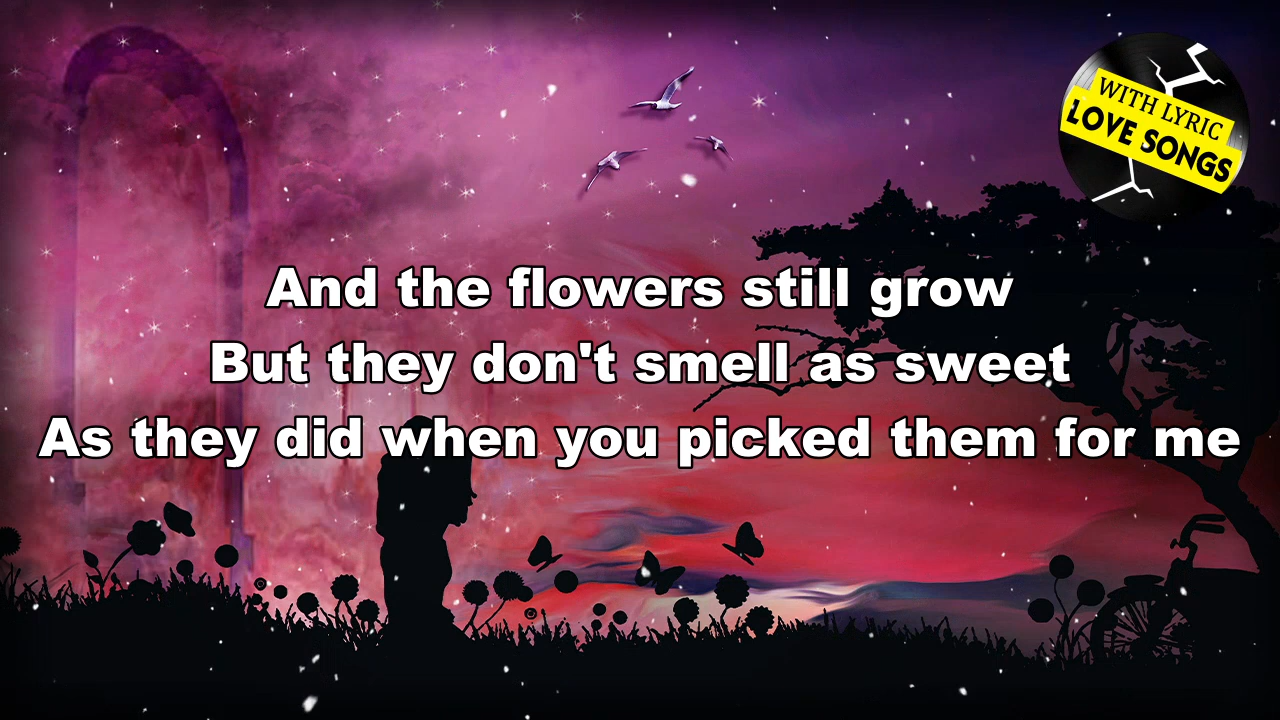 WITH LYRIC
LOVE SONGS
And the flowers still grow
But they don't smell as sweet
As they did when you picked them for me